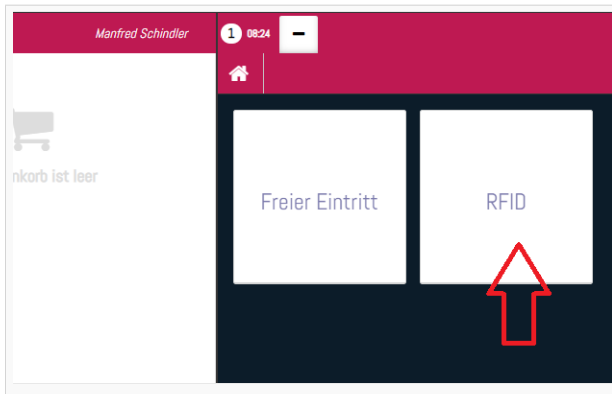 Manfred Schindler
1 08:24 –
nkorb ist leer
Freier Eintritt
RFID